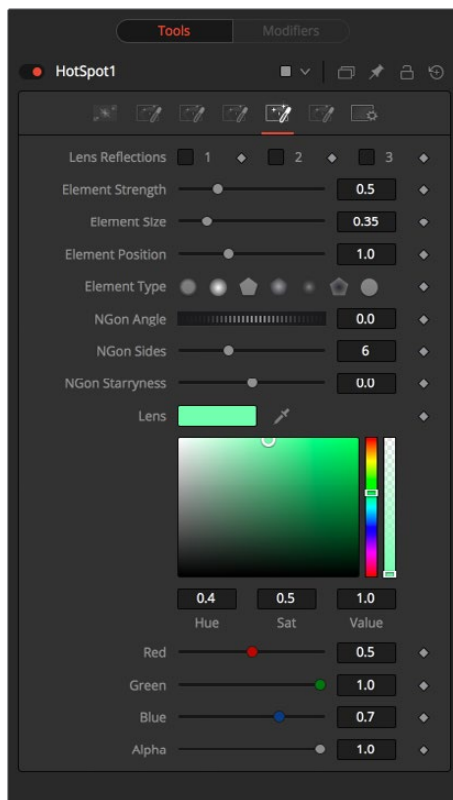 Tools Modifiers
HotSpot1
Lens Reflections 1 2 3
Element Strength 0.5
Element Size 0.35
Element Position 1.0
Element Type
NGon Angle 0.0
NGon Sides 6
NGon Starryness 0.0
Lens
0.4 0.5 1.0
Hue Sat Value
Red 0.5
Green 1.0
Blue 0.7
Alpha 1.0